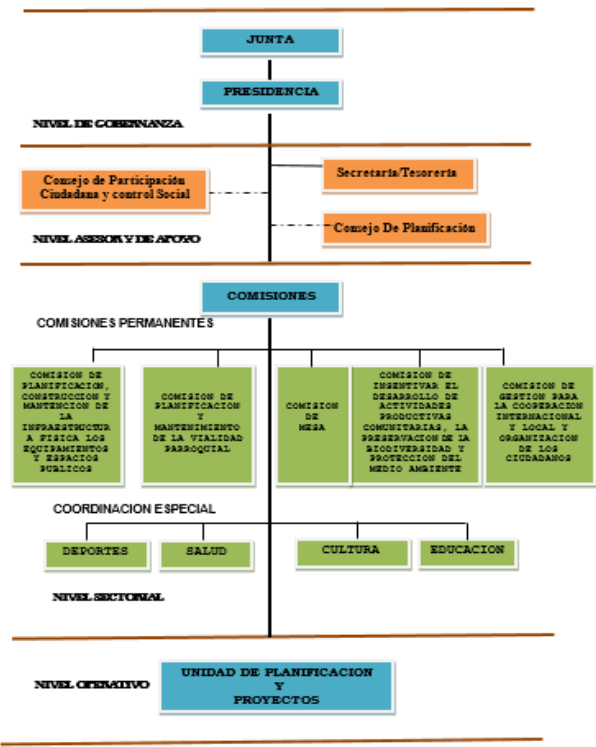 JUNTA
PRESIDENCIA
NIVEL DE GOBERNANZA
Consejo de Participación
Ciudadana y control Social
Secretaría/Tesorería
Consejo De Planificación
NIVEL ASESOR Y DE APOYO
COMISIONES
COMISIONES PERMANENTES
COMISION DE
PLANIFICACION,
CONSTRUCCION Y
MANTENCION DE
LA
INFRAESTRUCTUR
A FISICA LOS
EQUIPAMIENTOS
Y ESPACIOS
PUBLICOS
COMISION DE
PLANIFICACION
Y
MANTENIMIENTO
DE LA VIALIDAD
PARROQUIAL
COMISION
DE
MESA
COMISION DE
INSENTIVAR EL
DESARROLLO DE
ACTIVIDADES
PRODUCTIVAS
COMUNITARIAS, LA
PRESERVACION DE LA
BIODIVERSIDAD Y
PROTECCION DEL
MEDIO AMBIENTE
COMISION DE
GESTION PARA
LA COOPERACION
INTERNACIONAL
Y LOCAL Y
ORGANIZACION
DE LOS
CIUDADANOS
COORDINACION ESPECIAL
DEPORTES
SALUD
CULTURA
EDUCACION
NIVEL SECTORIAL
NIVEL OPERATIVO
UNIDAD DE PLANIFICACION
Y
PROYECTOS